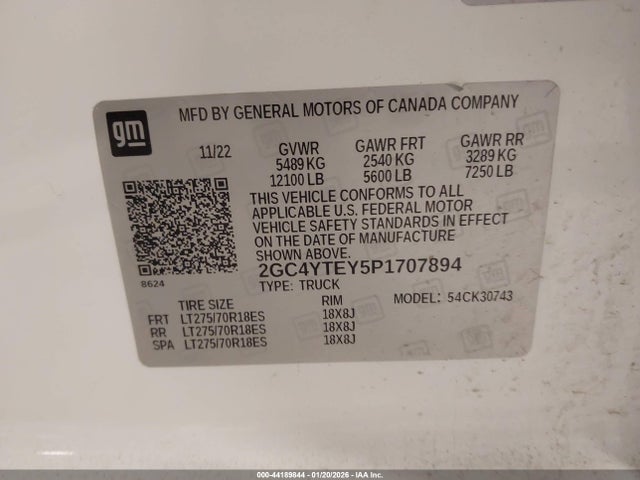 gm
MFD BY GENERAL MOTORS OF CANADA COMPANY
11/22 GVWR GAWR FRT GAWR RR
5489 KG 2540 KG 3289 KG
12100 LB 5600 LB 7250 LB
THIS VEHICLE CONFORMS TO ALL
APPLICABLE U.S. FEDERAL MOTOR
VEHICLE SAFETY STANDARDS IN EFFECT
ON THE DATE OF MANUFACTURE
SHOWN ABOVE.
8624
2GC4YTEY5P1707894
TYPE: TRUCK
TIRE SIZE RIM MODEL: 54CK30743
FRT LT275/70R18ES 18X8J
RR LT275/70R18ES 18X8J
SPA LT275/70R18ES 18X8J
000-44189844 | 01/20/2026 - IAA Inc.